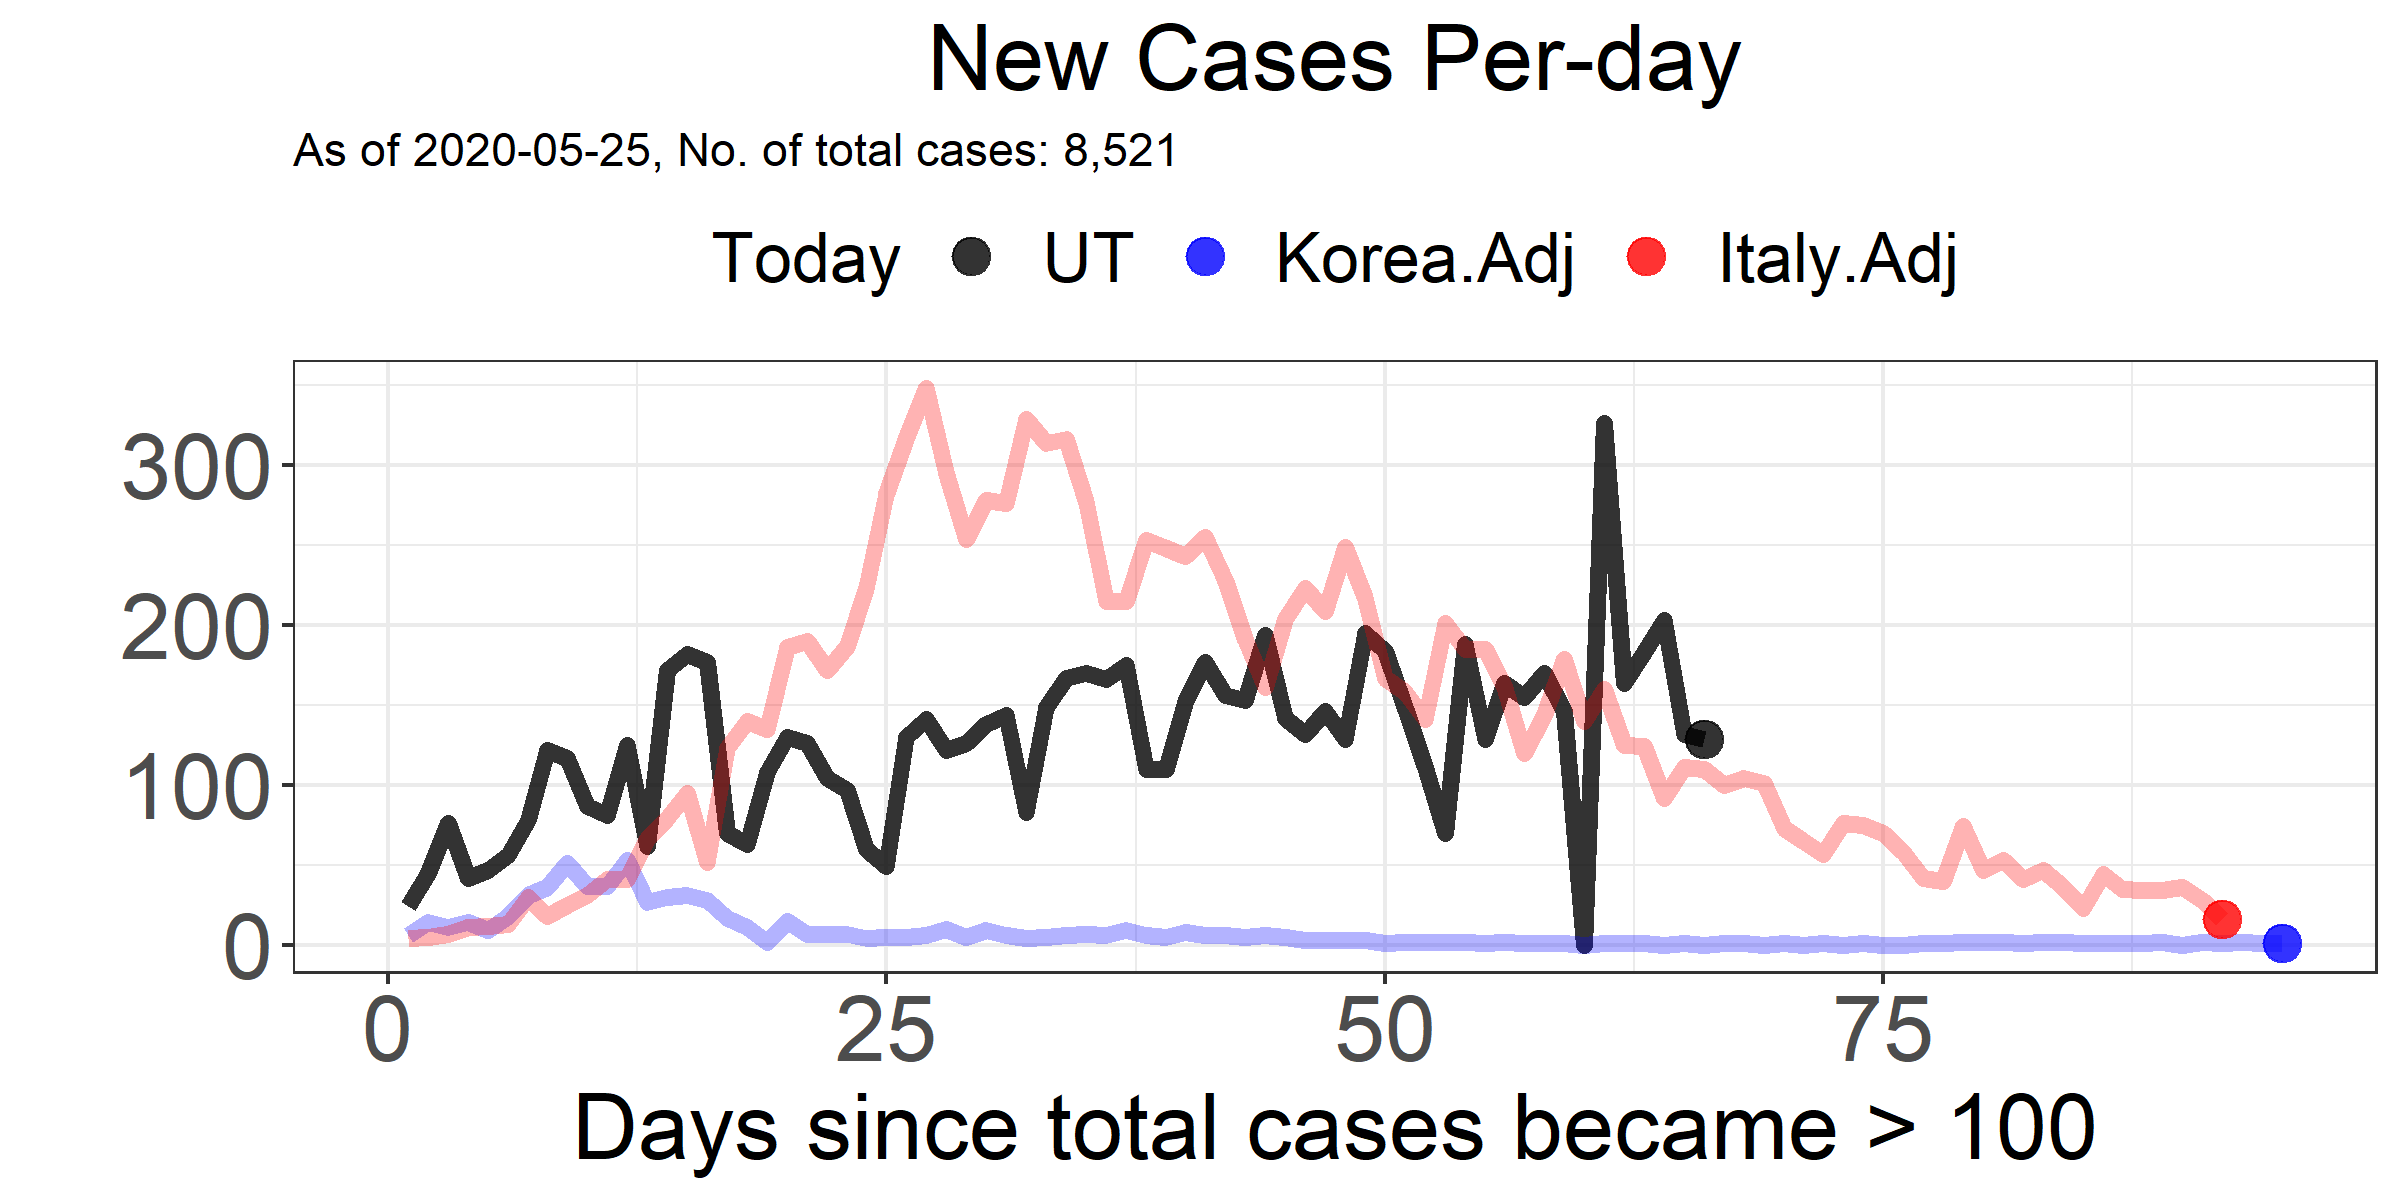 New Cases Per-day
As of 2020-05-25, No. of total cases: 8,521
Today UT Korea.Adj Italy.Adj
300
200
100
0
0 25 50 75
Days since total cases became > 100